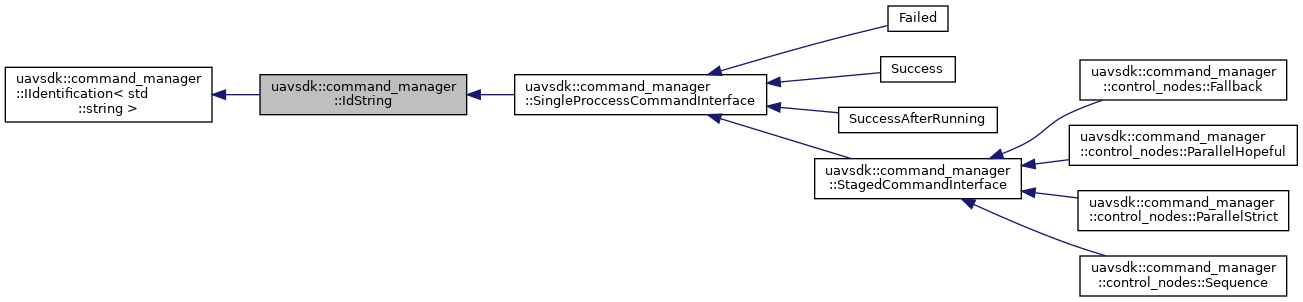 uavsdk::command_manager
::IIdentification< std
::string >
uavsdk::command_manager
::IdString
uavsdk::command_manager
::SingleProccessCommandInterface
Failed
Success
SuccessAfterRunning
uavsdk::command_manager
::StagedCommandInterface
uavsdk::command_manager
::control_nodes::Fallback
uavsdk::command_manager
::control_nodes::ParallelHopeful
uavsdk::command_manager
::control_nodes::ParallelStrict
uavsdk::command_manager
::control_nodes::Sequence